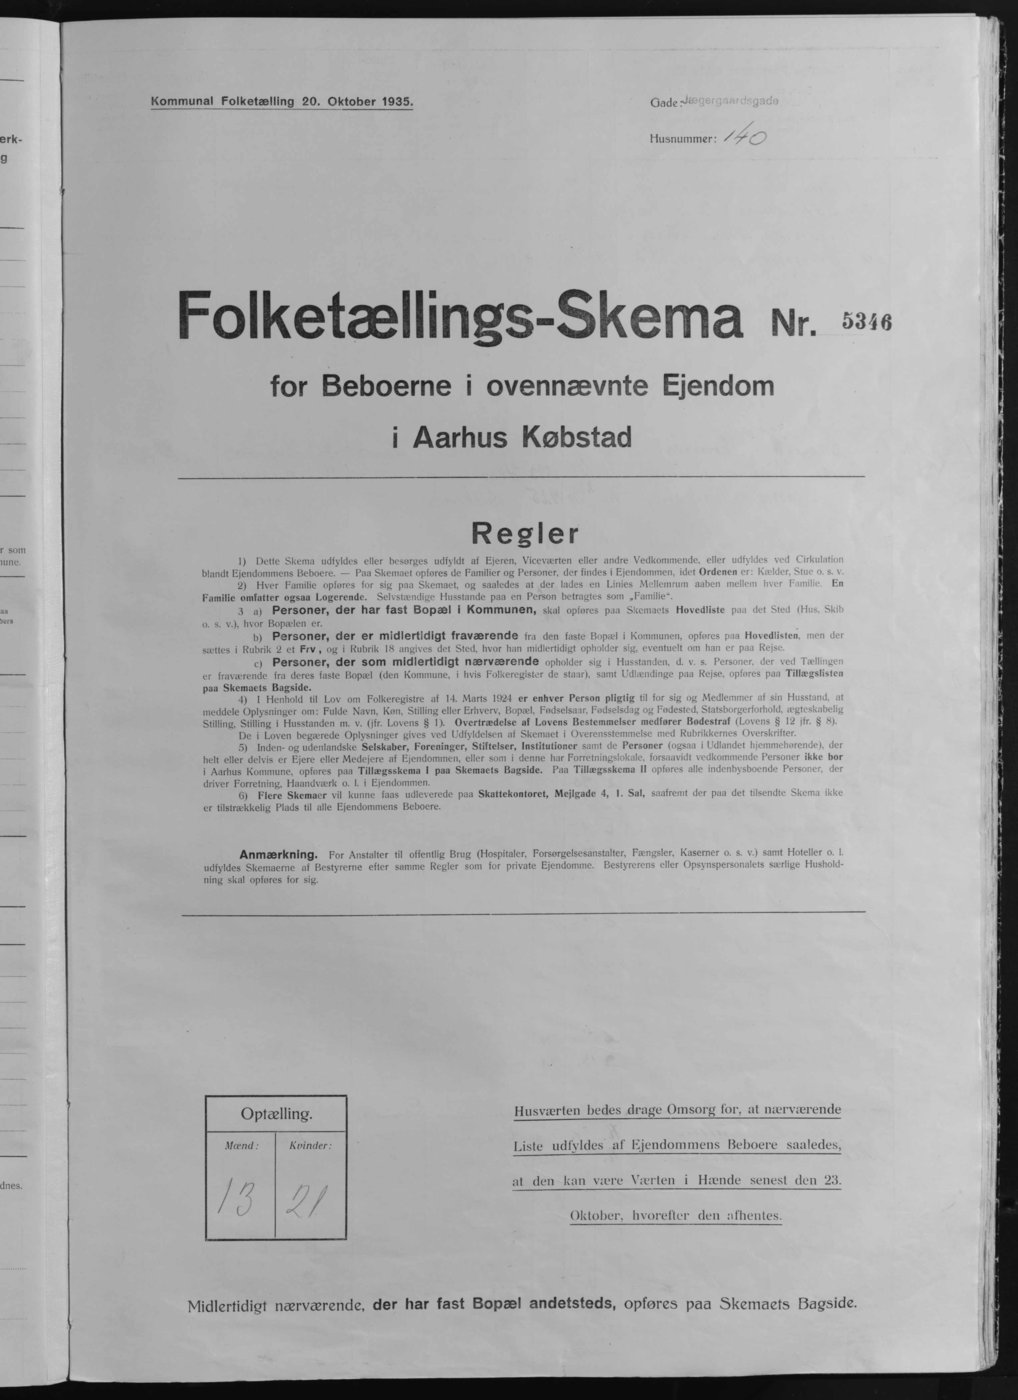 erk-
g
r som
nune.
dnes.
Kommunal Folketælling 20. Oktober 1935.
Gade: Jægergaardsgade
Husnummer: 140
Folketællings-Skema Nr. 5346
for Beboerne i ovennævnte Ejendom
i Aarhus Købstad
Regler
1) Dette Skema udfyldes eller besørges udfyldt af Ejeren, Viceværten eller andre Vedkommende, eller udfyldes ved Cirkulation
blandt Ejendommens Beboere. — Paa Skemaet opføres de Familier og Personer, der findes i Ejendommen, idet Ordenen er: Kælder, Stue o. s. v.
2) Hver Familie opføres for sig paa Skemaet, og saaledes at der lades en Linies Mellemrum aaben mellem hver Familie. En
Familie omfatter ogsaa Logerende. Selvstændige Husstande paa en Person betragtes som „Familie“.
3 a) Personer, der har fast Bopæl i Kommunen, skal opføres paa Skemaets Hovedliste paa det Sted (Hus, Skib
o. s. v.), hvor Bopælen er.
b) Personer, der er midlertidigt fraværende fra den faste Bopæl i Kommunen, opføres paa Hovedlisten, men der
sættes i Rubrik 2 et Frv., og i Rubrik 18 angives det Sted, hvor han midlertidigt opholder sig, eventuelt om han er paa Rejse.
c) Personer, der som midlertidigt nærværende opholder sig i Husstanden, d. v. s. Personer, der ved Tællingen
er fraværende fra deres faste Bopæl (den Kommune, i hvis Folkeregister de staar), samt Udlændinge paa Rejse, opføres paa Tillægslisten
paa Skemaets Bagside.
4) I Henhold til Lov om Folkeregistre af 14. Marts 1924 er enhver Person pligtig til for sig og Medlemmer af sin Husstand, at
meddele Oplysninger om: Fulde Navn, Køn, Stilling eller Erhverv, Bopæl, Fødselsaar, Fødselsdag og Fødested, Statsborgerforhold, ægteskabelig
Stilling, Stilling i Husstanden m. v. (jfr. Lovens § 1). Overtrædelse af Lovens Bestemmelser medfører Bødestraf (Lovens § 12 jfr. § 8).
De i Loven begærede Oplysninger gives ved Udfyldelsen af Skemaet i Overensstemmelse med Rubrikkernes Overskrifter.
5) Inden- og udenlandske Selskaber, Foreninger, Stiftelser, Institutioner samt de Personer (ogsaa i Udlandet hjemmehørende), der
helt eller delvis er Ejere eller Medejere af Ejendommen, eller som i denne har Forretningslokale, forsaavidt vedkommende Personer ikke bor
i Aarhus Kommune, opføres paa Tillægsskema I paa Skemaets Bagside. Paa Tillægsskema II opføres alle indenbysboende Personer, der
driver Forretning, Haandværk o. l. i Ejendommen.
6) Flere Skemaer vil kunne faas udleverede paa Skattekontoret, Mejlgade 4, 1. Sal, saafremt der paa det tilsendte Skema ikke
er tilstrækkelig Plads til alle Ejendommens Beboere.
Anmærkning. For Anstalter til offentlig Brug (Hospitaler, Forsørgelsesanstalter, Fængsler, Kaserner o. s. v.) samt Hoteller o. l.
udfyldes Skemaerne af Bestyrerne efter samme Regler som for private Ejendomme. Bestyrerens eller Opsynspersonalets særlige Hushold-
ning skal opføres for sig.
Optælling.
Mænd: Kvinder:
13 21
Husværten bedes drage Omsorg for, at nærværende
Liste udfyldes af Ejendommens Beboere saaledes,
at den kan være Værten i Hænde senest den 23.
Oktober, hvorefter den afhentes.
Midlertidigt nærværende, der har fast Bopæl andetsteds, opføres paa Skemaets Bagside.